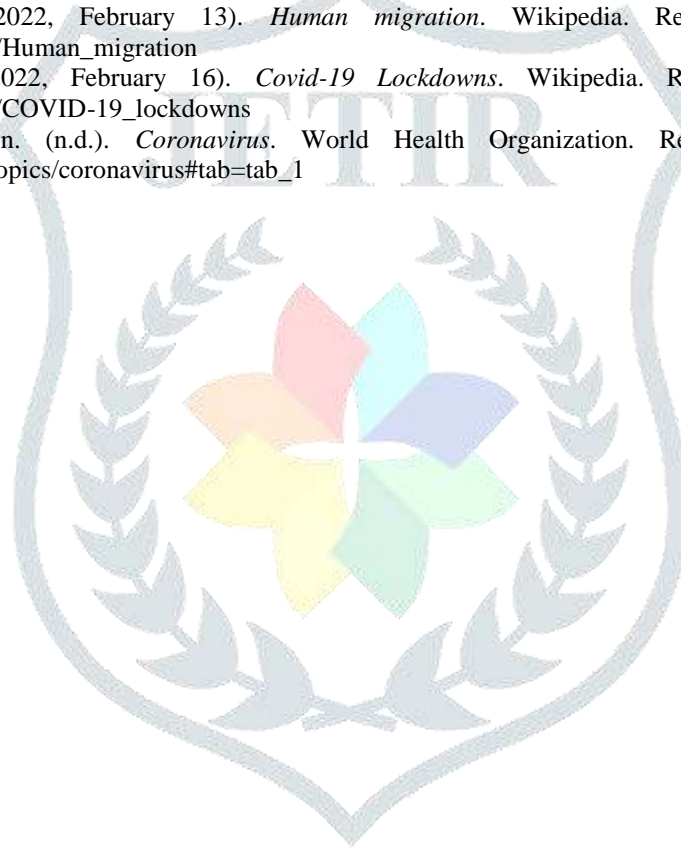 2022, February 13). Human migration. Wikipedia. Re
/Human_migration
022, February 16). Covid-19 Lockdowns. Wikipedia. R
/COVID-19_lockdowns
n. (n.d.). Coronavirus. World Health Organization. Re
opics/coronavirus#tab=tab_1
JETIR